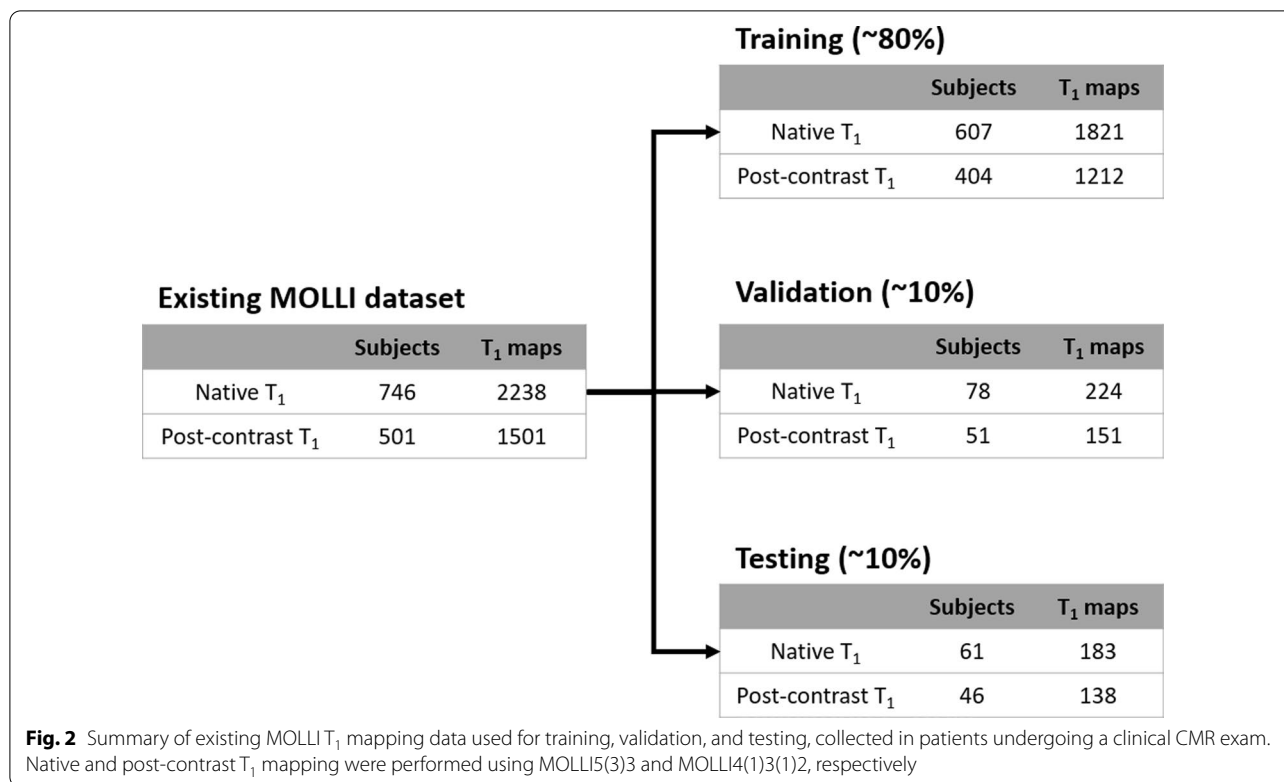 Training (~80%)
Subjects T₁ maps
Native T₁ 607 1821
Post-contrast T₁ 404 1212
Existing MOLLI dataset
Subjects T₁ maps
Native T₁ 746 2238
Post-contrast T₁ 501 1501
Validation (~10%)
Subjects T₁ maps
Native T₁ 78 224
Post-contrast T₁ 51 151
Testing (~10%)
Subjects T₁ maps
Native T₁ 61 183
Post-contrast T₁ 46 138
Fig. 2 Summary of existing MOLLI T₁ mapping data used for training, validation, and testing, collected in patients undergoing a clinical CMR exam.
Native and post-contrast T₁ mapping were performed using MOLLI5(3)3 and MOLLI4(1)3(1)2, respectively